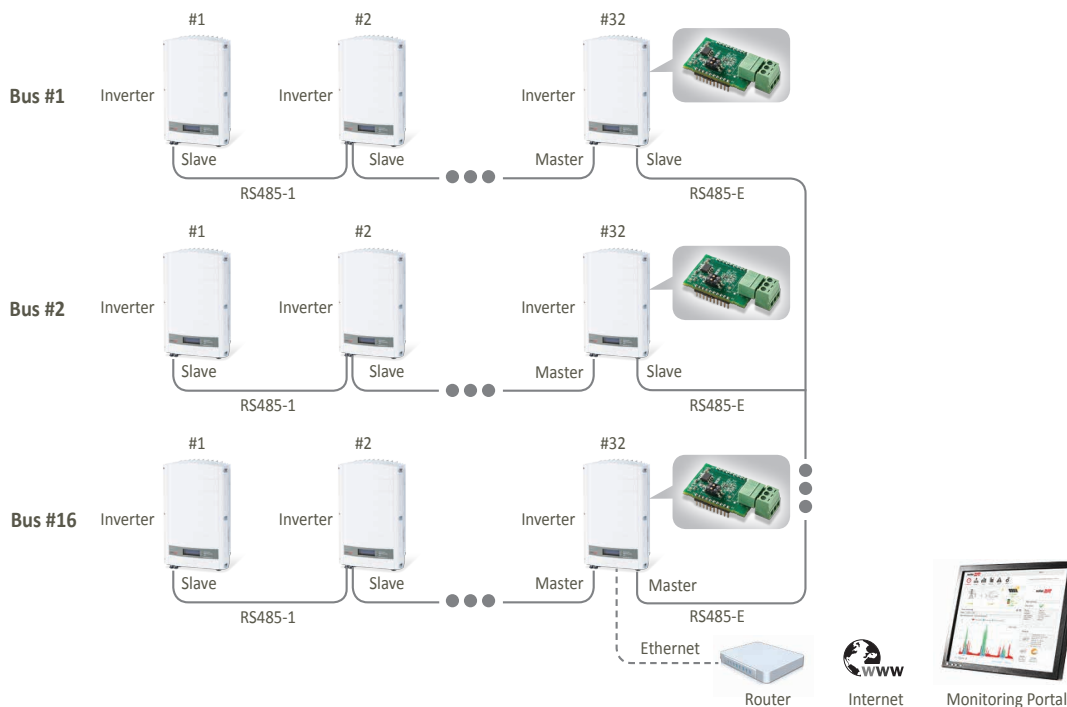 #1 #2 #32
Bus #1 Inverter Inverter Inverter
Slave Slave Master Slave
RS485-1 RS485-E
#1 #2 #32
Bus #2 Inverter Inverter Inverter
Slave Slave Master Slave
RS485-1 RS485-E
#1 #2 #32
Bus #16 Inverter Inverter Inverter
Slave Slave Master Master
RS485-1 RS485-E
Ethernet
WWW
Router Internet Monitoring Portal